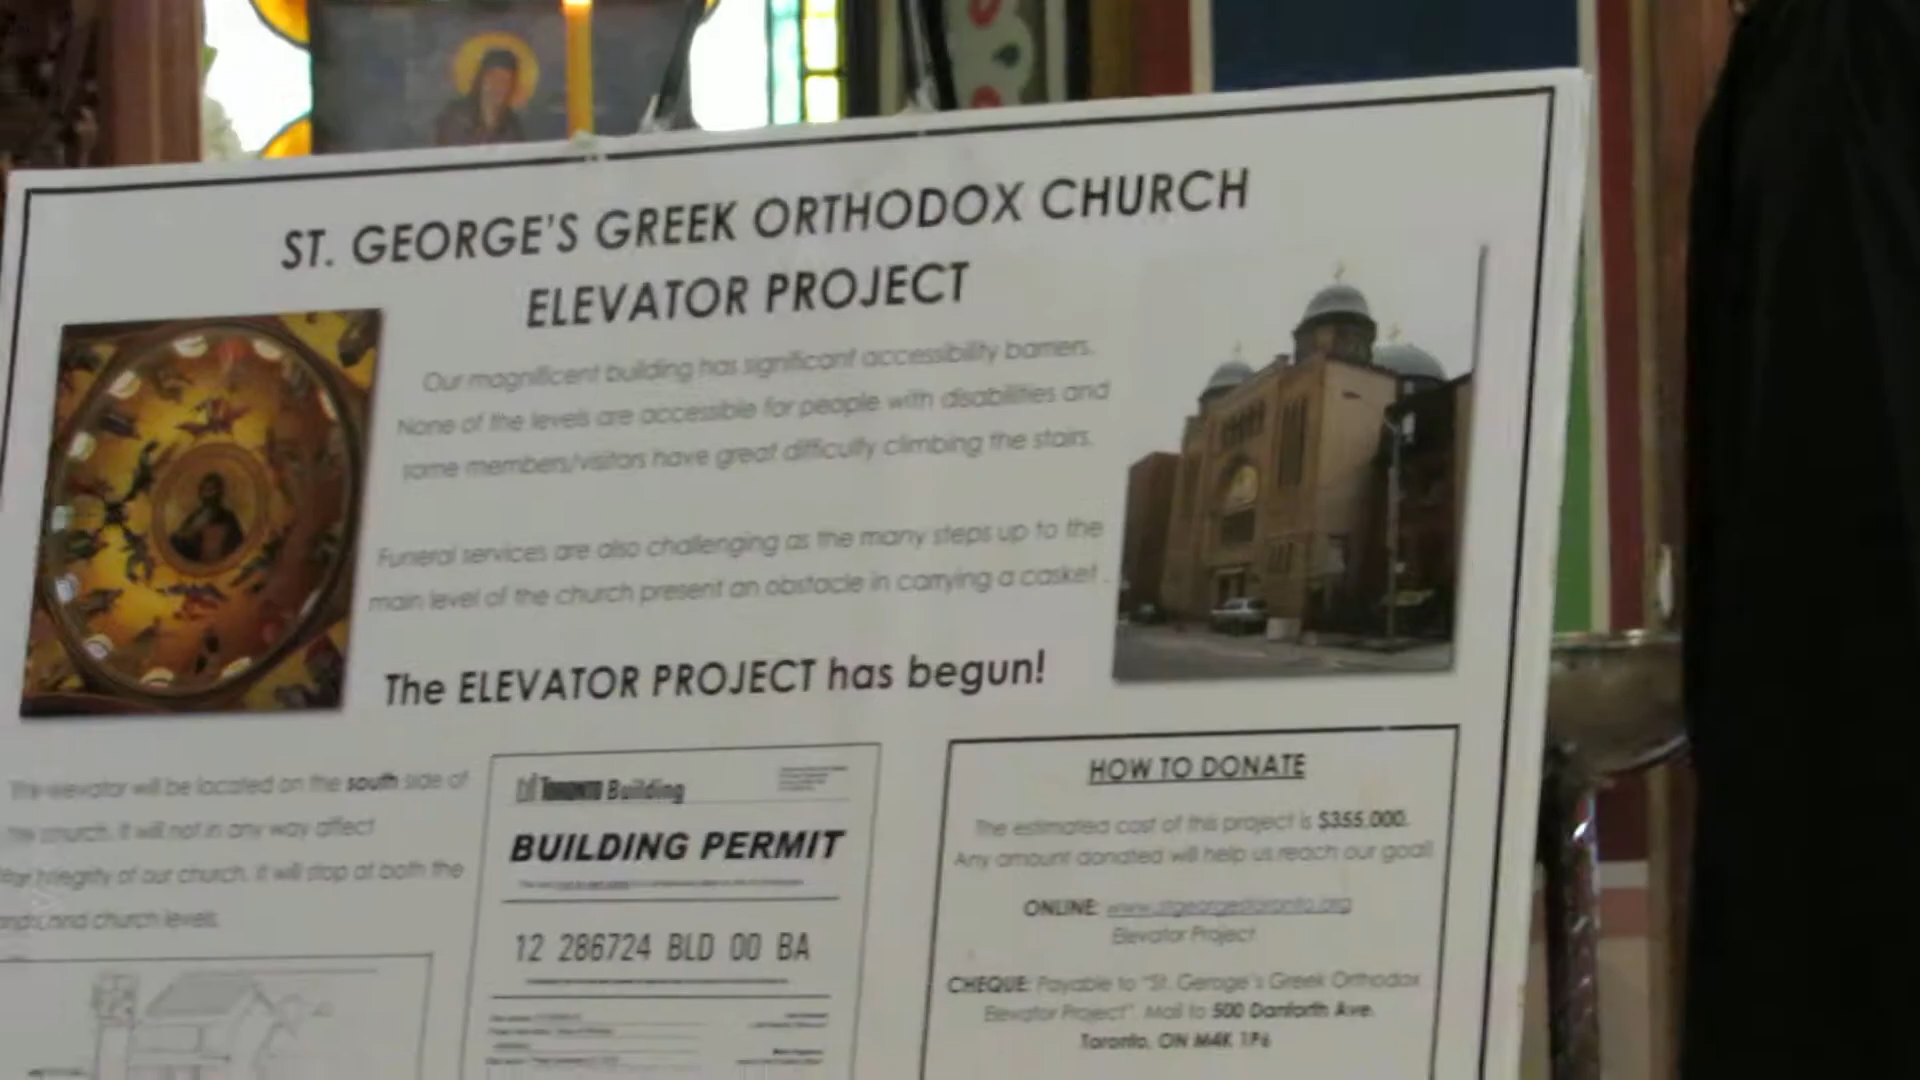 ST. GEORGE'S GREEK ORTHODOX CHURCH
ELEVATOR PROJECT
Our magnificent building has significant accessibility barriers.
None of the levels are accessible for people with disabilities and
some members/visitors have great difficulty climbing the stairs.
Funeral services are also challenging as the many steps up to the
main level of the church present an obstacle in carrying a casket.
The ELEVATOR PROJECT has begun!
The elevator will be located on the south side of
the church. It will not in any way affect
integrity of our church. It will stop at both the
and church levels.
TORONTO Building
BUILDING PERMIT
12 286724 BLD 00 BA
HOW TO DONATE
The estimated cost of this project is $355,000.
Any amount donated will help us reach our goal!
ONLINE: www.stgeorgetoronto.org
Elevator Project
CHEQUE: Payable to "St. Geroge's Greek Orthodox
Elevator Project". Mail to 500 Danforth Ave.
Toronto, ON M4K 1P6